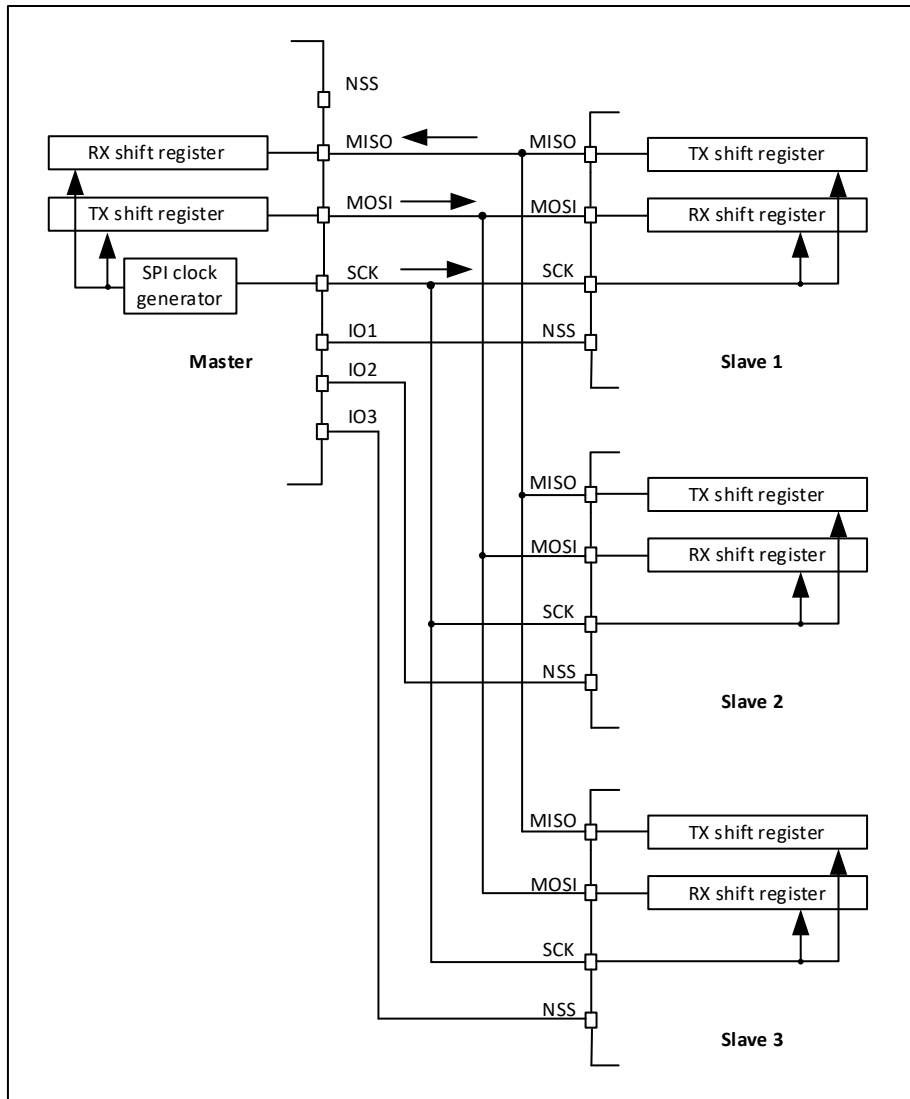 NSS
MISO
MISO
RX shift register
TX shift register
MOSI
MOSI
TX shift register
RX shift register
SCK
SCK
SPI clock
generator
IO1
NSS
Master
Slave 1
IO2
IO3
MISO
TX shift register
MOSI
RX shift register
SCK
NSS
Slave 2
MISO
TX shift register
MOSI
RX shift register
SCK
NSS
Slave 3